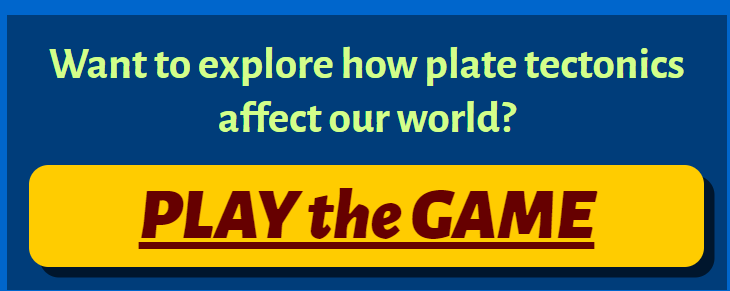 Want to explore how plate tectonics
affect our world?
PLAY the GAME